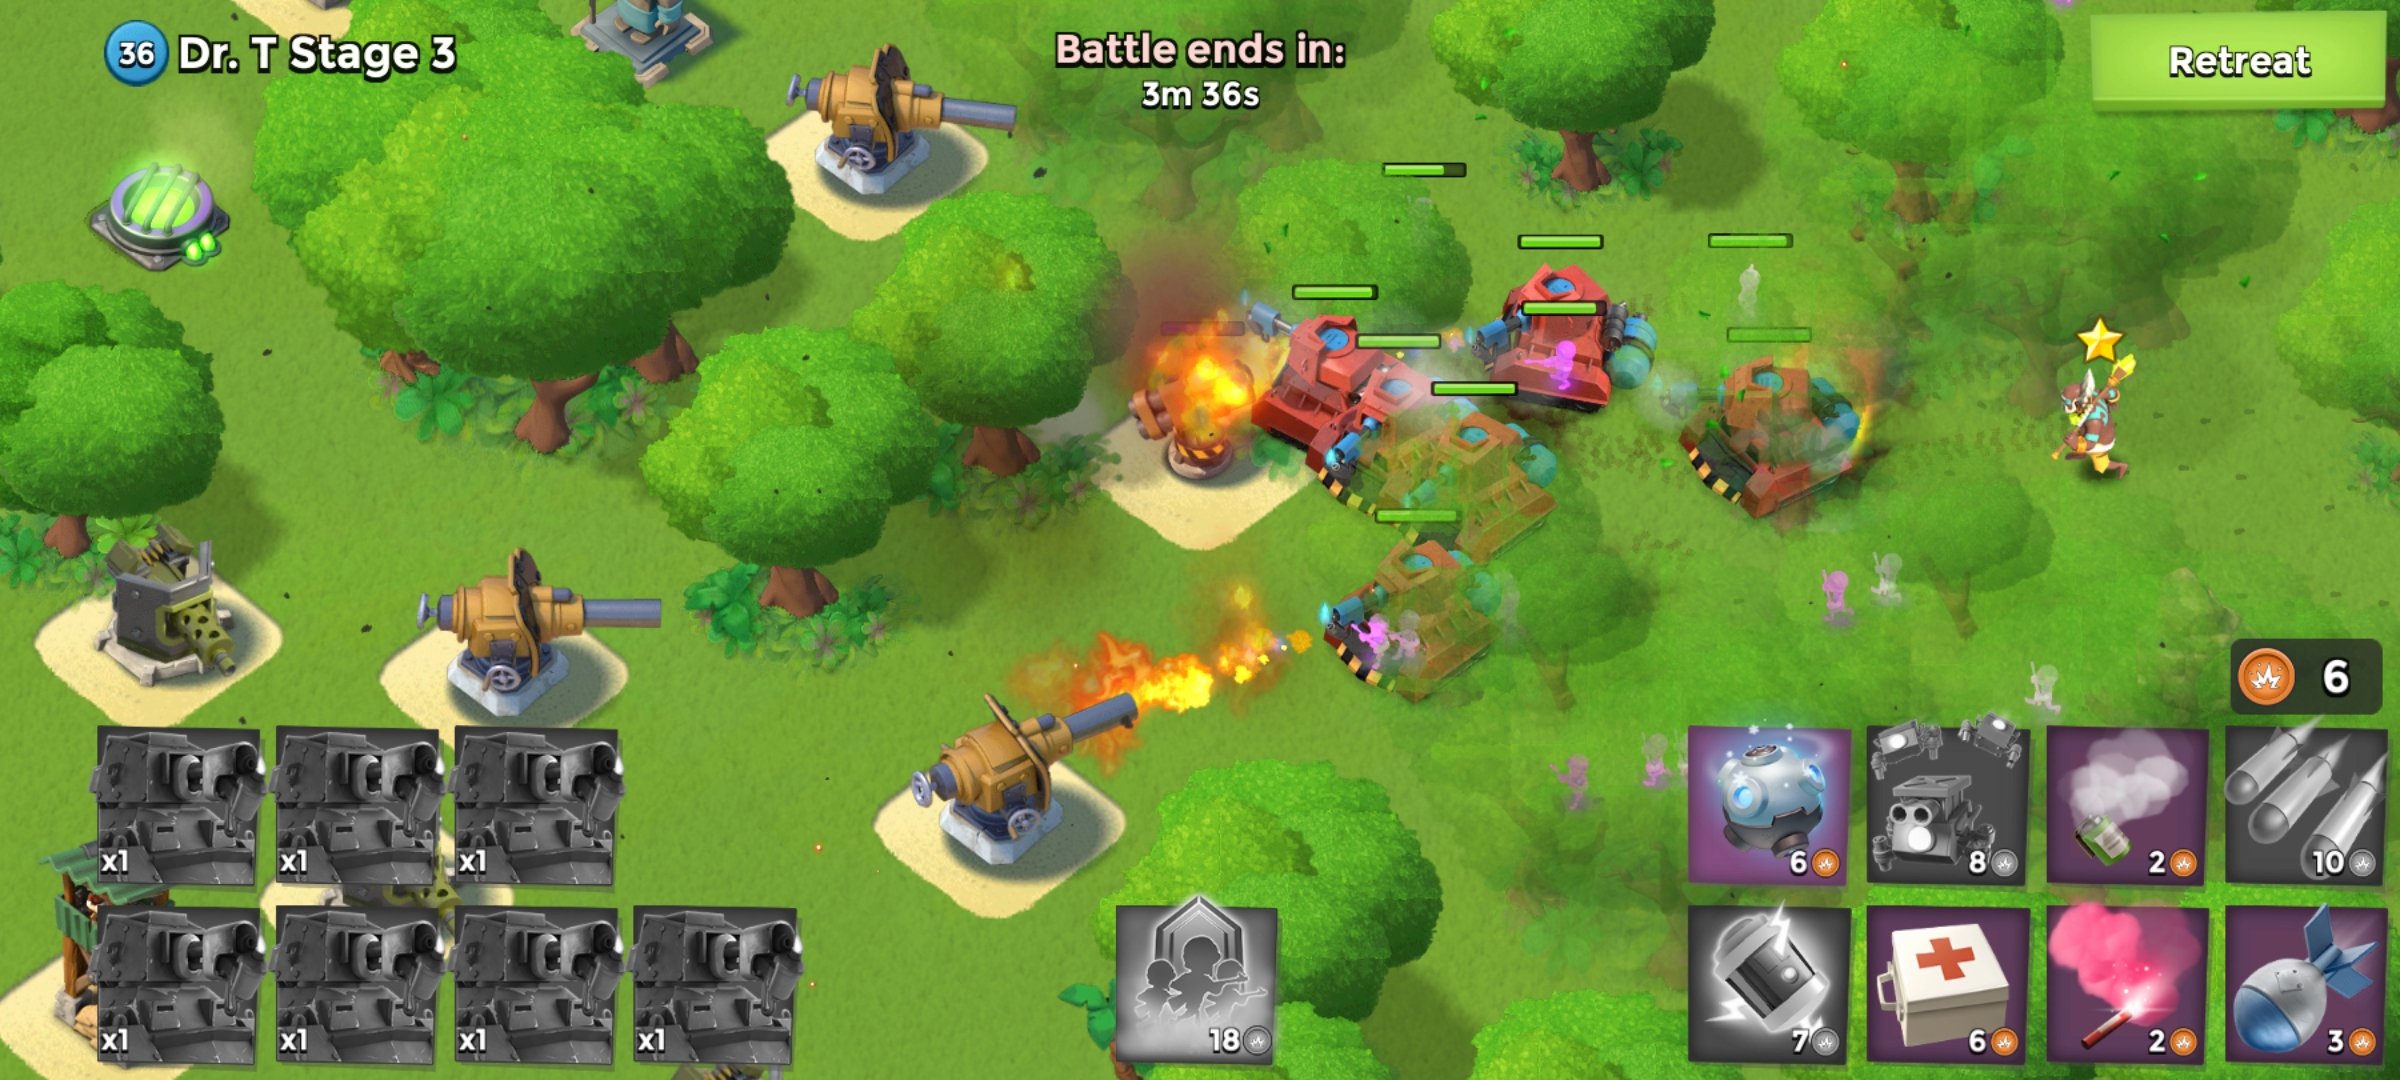 36 Dr. T Stage 3
Battle ends in:
3m 36s
Retreat
6
x1 x1 x1
6 8 2 10
x1 x1 x1 x1
18
7 6 2 3